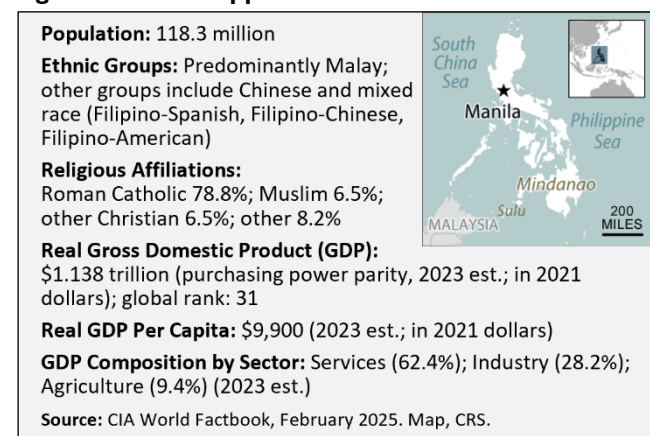 Population: 118.3 million
Ethnic Groups: Predominantly Malay;
other groups include Chinese and mixed
race (Filipino-Spanish, Filipino-Chinese,
Filipino-American)
Religious Affiliations:
Roman Catholic 78.8%; Muslim 6.5%;
other Christian 6.5%; other 8.2%
Real Gross Domestic Product (GDP):
$1.138 trillion (purchasing power parity, 2023 est.; in 2021
dollars); global rank: 31
Real GDP Per Capita: $9,900 (2023 est.; in 2021 dollars)
GDP Composition by Sector: Services (62.4%); Industry (28.2%);
Agriculture (9.4%) (2023 est.)
Source: CIA World Factbook, February 2025. Map, CRS.
South
China
Sea
Manila
Philippine
Sea
Mindanao
Sulu
MALAYSIA
200
MILES